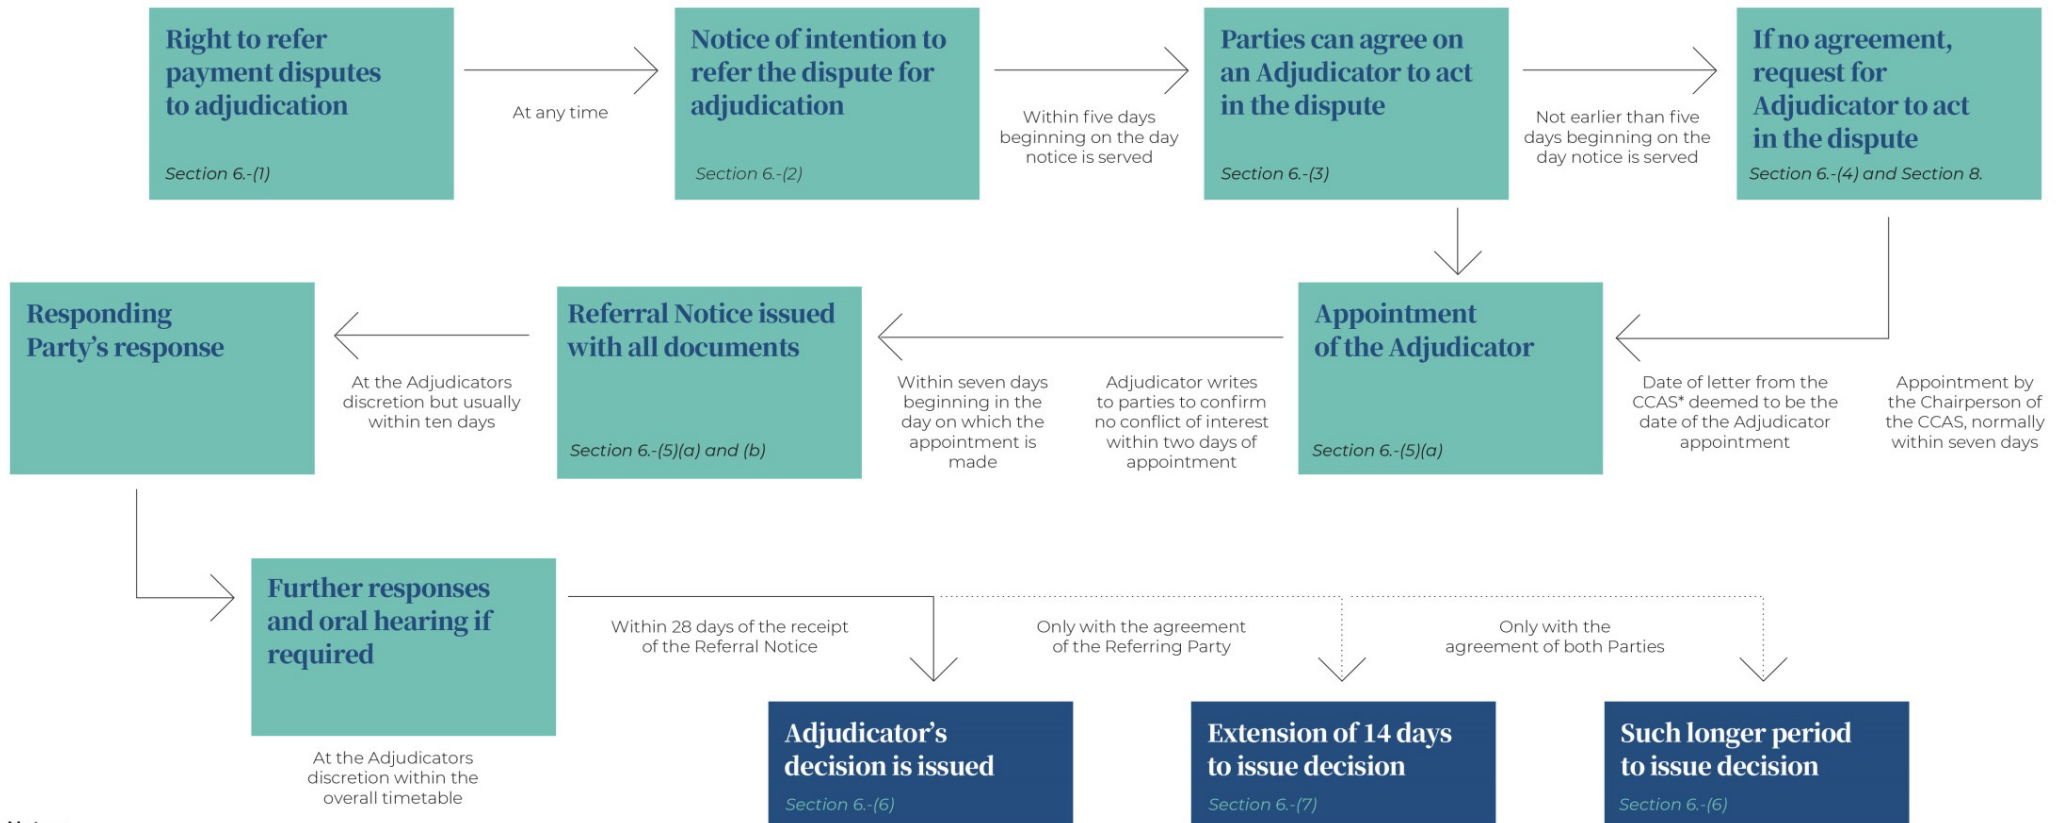 Right to refer
payment disputes
to adjudication
Section 6.-(1)
At any time
Notice of intention to
refer the dispute for
adjudication
Section 6.-(2)
Within five days
beginning on the day
notice is served
Parties can agree on
an Adjudicator to act
in the dispute
Section 6.-(3)
Not earlier than five
days beginning on the
day notice is served
If no agreement,
request for
Adjudicator to act
in the dispute
Section 6.-(4) and Section 8.
Appointment by
the Chairperson of
the CCAS, normally
within seven days
Date of letter from the
CCAS* deemed to be the
date of the Adjudicator
appointment
Appointment
of the Adjudicator
Section 6.-(5)(a)
Adjudicator writes
to parties to confirm
no conflict of interest
within two days of
appointment
Within seven days
beginning in the
day on which the
appointment is
made
Referral Notice issued
with all documents
Section 6.-(5)(a) and (b)
At the Adjudicators
discretion but usually
within ten days
Responding
Party’s response
Further responses
and oral hearing if
required
At the Adjudicators
discretion within the
overall timetable
Within 28 days of the receipt
of the Referral Notice
Adjudicator’s
decision is issued
Section 6.-(6)
Only with the agreement
of the Referring Party
Extension of 14 days
to issue decision
Section 6.-(7)
Only with the
agreement of both Parties
Such longer period
to issue decision
Section 6.-(6)